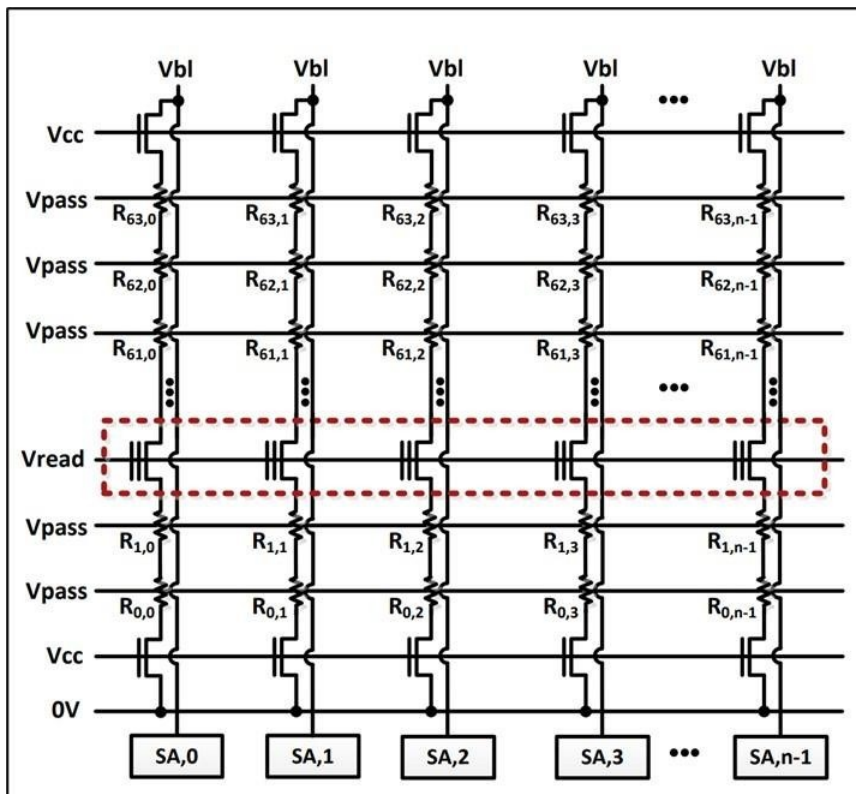 Vbl Vbl Vbl Vbl ••• Vbl
Vcc
Vpass
R63,0 R63,1 R63,2 R63,3 R63,n-1
Vpass
R62,0 R62,1 R62,2 R62,3 R62,n-1
Vpass
R61,0 R61,1 R61,2 R61,3 R61,n-1
Vread
Vpass
R1,0 R1,1 R1,2 R1,3 R1,n-1
Vpass
R0,0 R0,1 R0,2 R0,3 R0,n-1
Vcc
0V
SA,0 SA,1 SA,2 SA,3 ••• SA,n-1